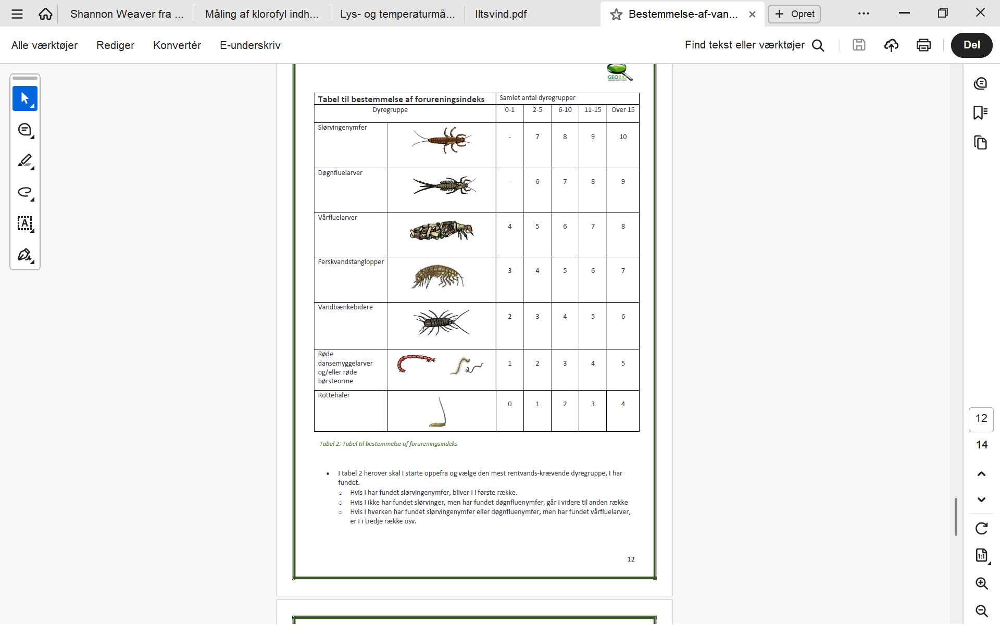 Shannon Weaver fra ...
Måling af klorofyl indh...
Lys- og temperaturmå...
Iltsvind.pdf
Bestemmelse-af-van...
Opret
Alle værktøjer
Rediger
Konvertér
E-underskriv
Find tekst eller værktøjer
Del
GEOBIO
Tabel til bestemmelse af forureningsindeks
Samlet antal dyregrupper
Dyregruppe
0-1 2-5 6-10 11-15 Over 15
Slørvingenymfer
- 7 8 9 10
Døgnfluelarver
- 6 7 8 9
Vårfluelarver
4 5 6 7 8
Ferskvandstanglopper
3 4 5 6 7
Vandbænkebidere
2 3 4 5 6
Røde
dansemyggelarver
og/eller røde
børsteorme
1 2 3 4 5
Rottehaler
0 1 2 3 4
Tabel 2: Tabel til bestemmelse af forureningsindeks
• I tabel 2 herover skal I starte oppefra og vælge den mest rentvands-krævende dyregruppe, I har
fundet.
○ Hvis I har fundet slørvingenymfer, bliver I i første række.
○ Hvis I ikke har fundet slørvinger, men har fundet døgnfluenymfer, går I videre til anden række
○ Hvis I hverken har fundet slørvingenymfer eller døgnfluenymfer, men har fundet vårfluelarver,
er I i tredje række osv.
12
12
14
1:1